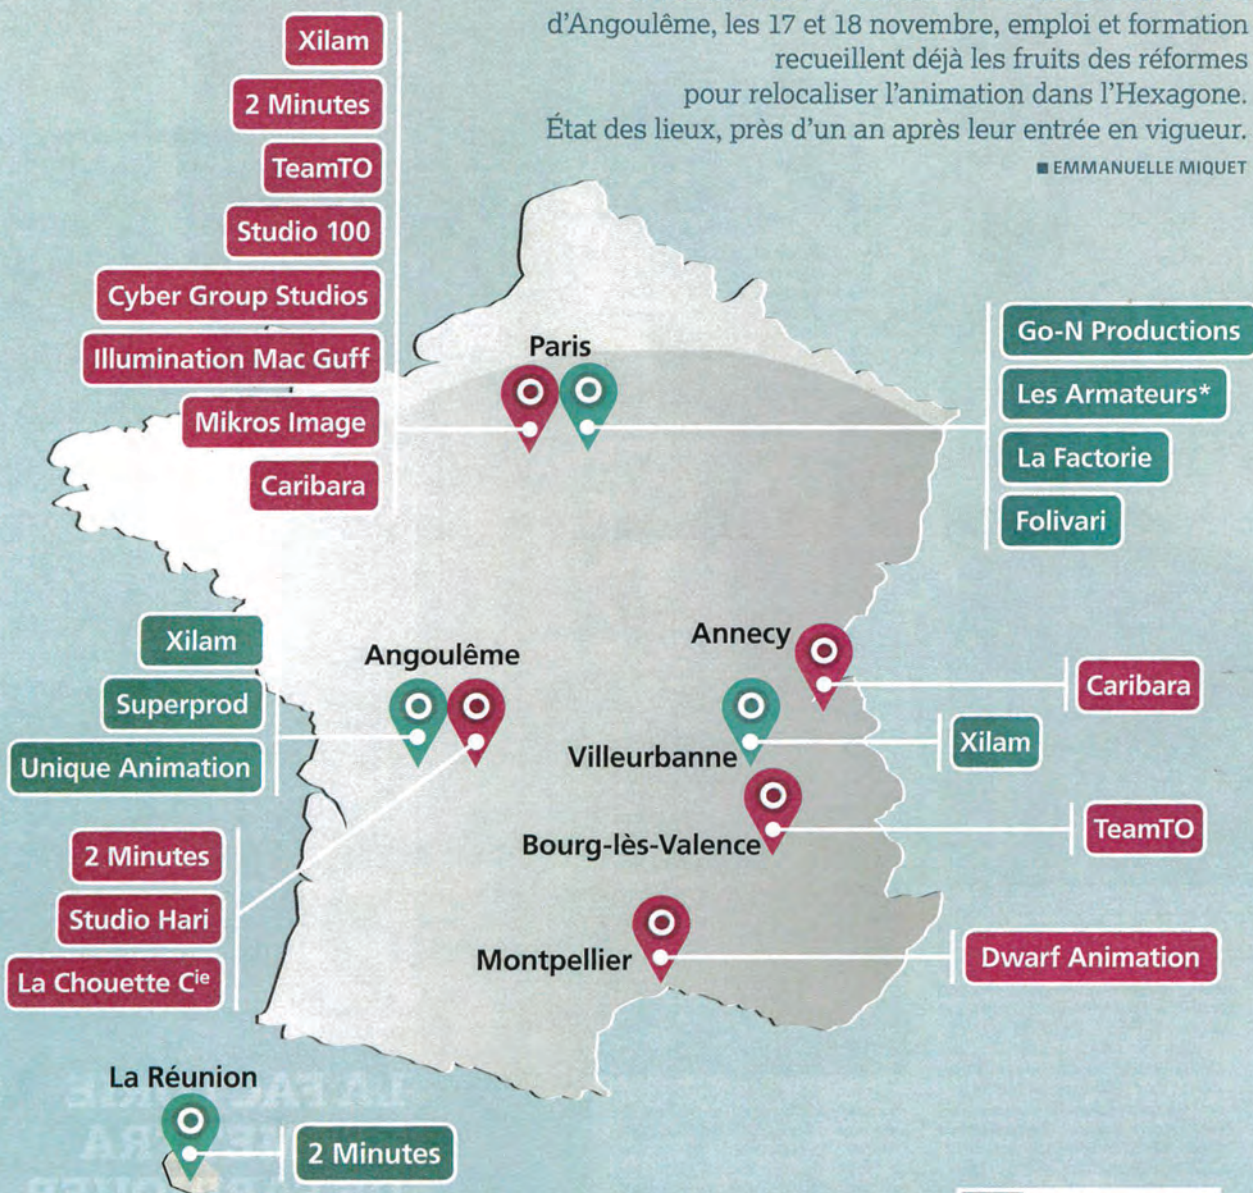 d'Angoulême, les 17 et 18 novembre, emploi et formation
recueillent déjà les fruits des réformes
pour relocaliser l'animation dans l'Hexagone.
État des lieux, près d'un an après leur entrée en vigueur.
■ EMMANUELLE MIQUET
Xilam
2 Minutes
TeamTO
Studio 100
Cyber Group Studios
Illumination Mac Guff
Mikros Image
Caribara
Paris
Go-N Productions
Les Armateurs*
La Factorie
Folivari
Xilam
Superprod
Unique Animation
Angoulême
2 Minutes
Studio Hari
La Chouette Cie
Annecy
Caribara
Villeurbanne
Xilam
Bourg-lès-Valence
TeamTO
Montpellier
Dwarf Animation
La Réunion
2 Minutes